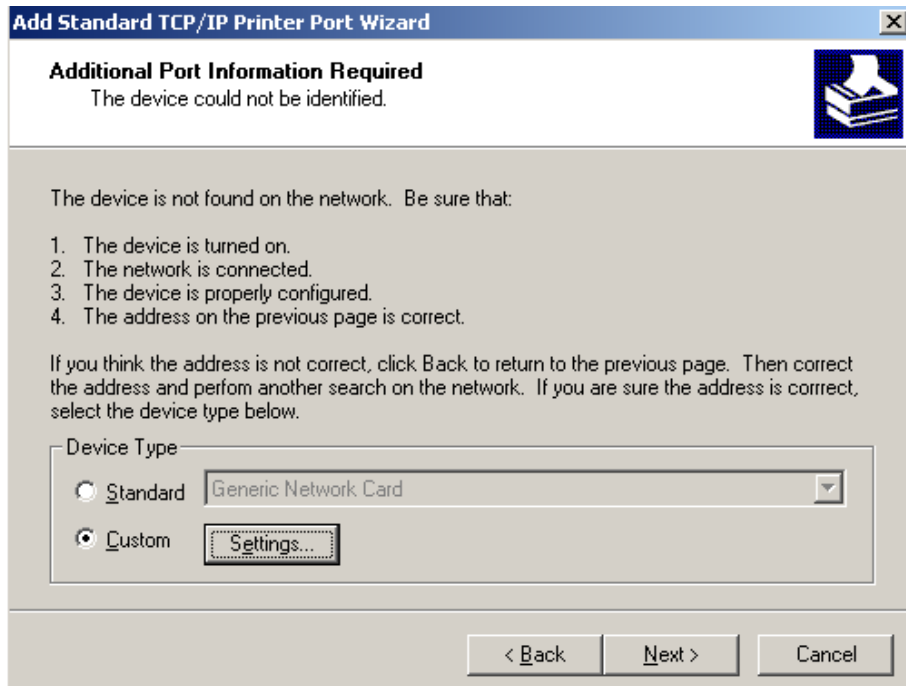 Add Standard TCP/IP Printer Port Wizard
Additional Port Information Required
The device could not be identified.
The device is not found on the network.  Be sure that:
1.  The device is turned on.
2.  The network is connected.
3.  The device is properly configured.
4.  The address on the previous page is correct.
If you think the address is not correct, click Back to return to the previous page.  Then correct
the address and perfom another search on the network.  If you are sure the address is corrrect,
select the device type below.
Device Type
Standard Generic Network Card
Custom Settings...
< Back Next > Cancel